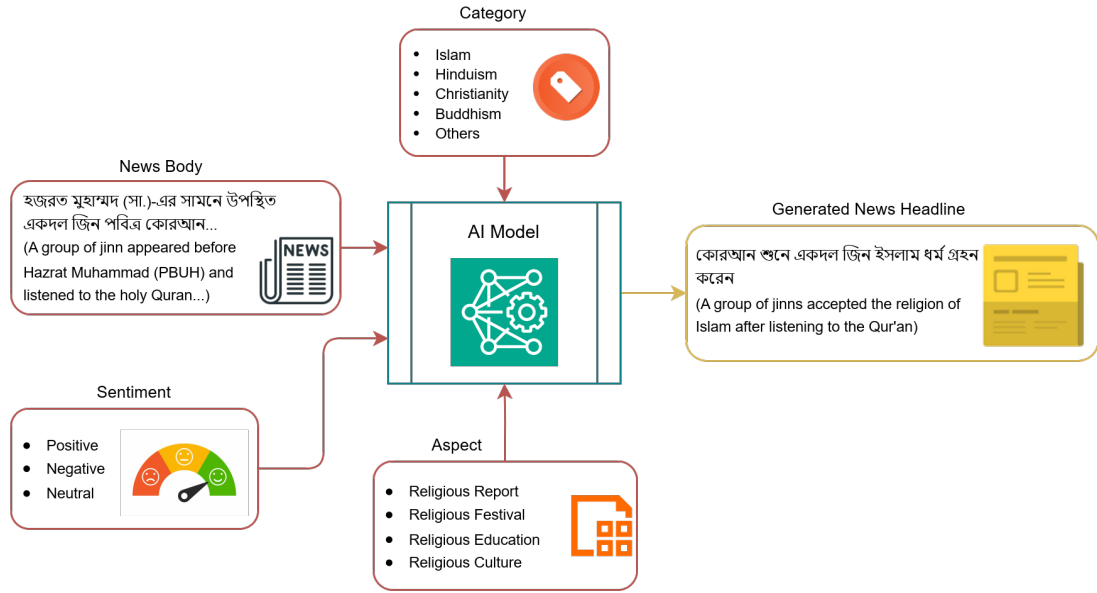 Category
• Islam
• Hinduism
• Christianity
• Buddhism
• Others
News Body
হজরত মুহাম্মদ (সা.)-এর সামনে উপস্থিত
একদল জিন পবিত্র কোরআন...
(A group of jinn appeared before
Hazrat Muhammad (PBUH) and
listened to the holy Quran...)
NEWS
AI Model
Generated News Headline
কোরআন শুনে একদল জিন ইসলাম ধর্ম গ্রহন
করেন
(A group of jinns accepted the religion of
Islam after listening to the Qur'an)
Sentiment
• Positive
• Negative
• Neutral
Aspect
• Religious Report
• Religious Festival
• Religious Education
• Religious Culture